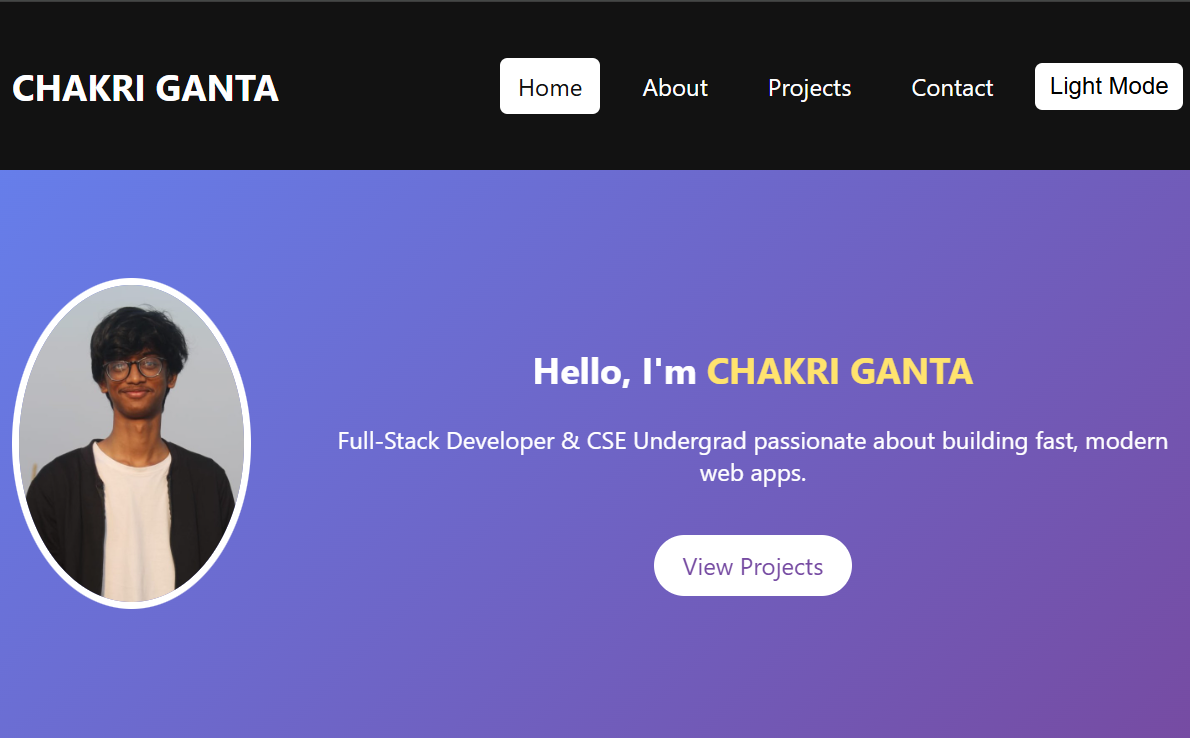 CHAKRI GANTA
Home
About
Projects
Contact
Light Mode
Hello, I'm CHAKRI GANTA
Full-Stack Developer & CSE Undergrad passionate about building fast, modern
web apps.
View Projects